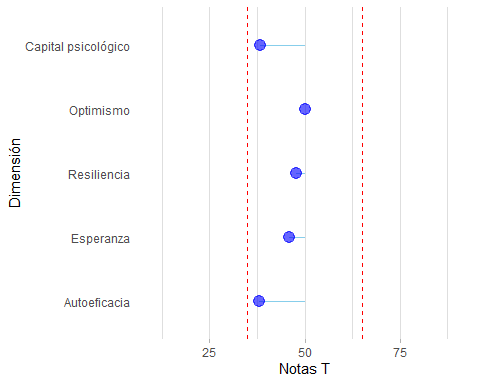 Capital psicológico
Optimismo
Resiliencia
Esperanza
Autoeficacia
Dimensión
25 50 75
Notas T